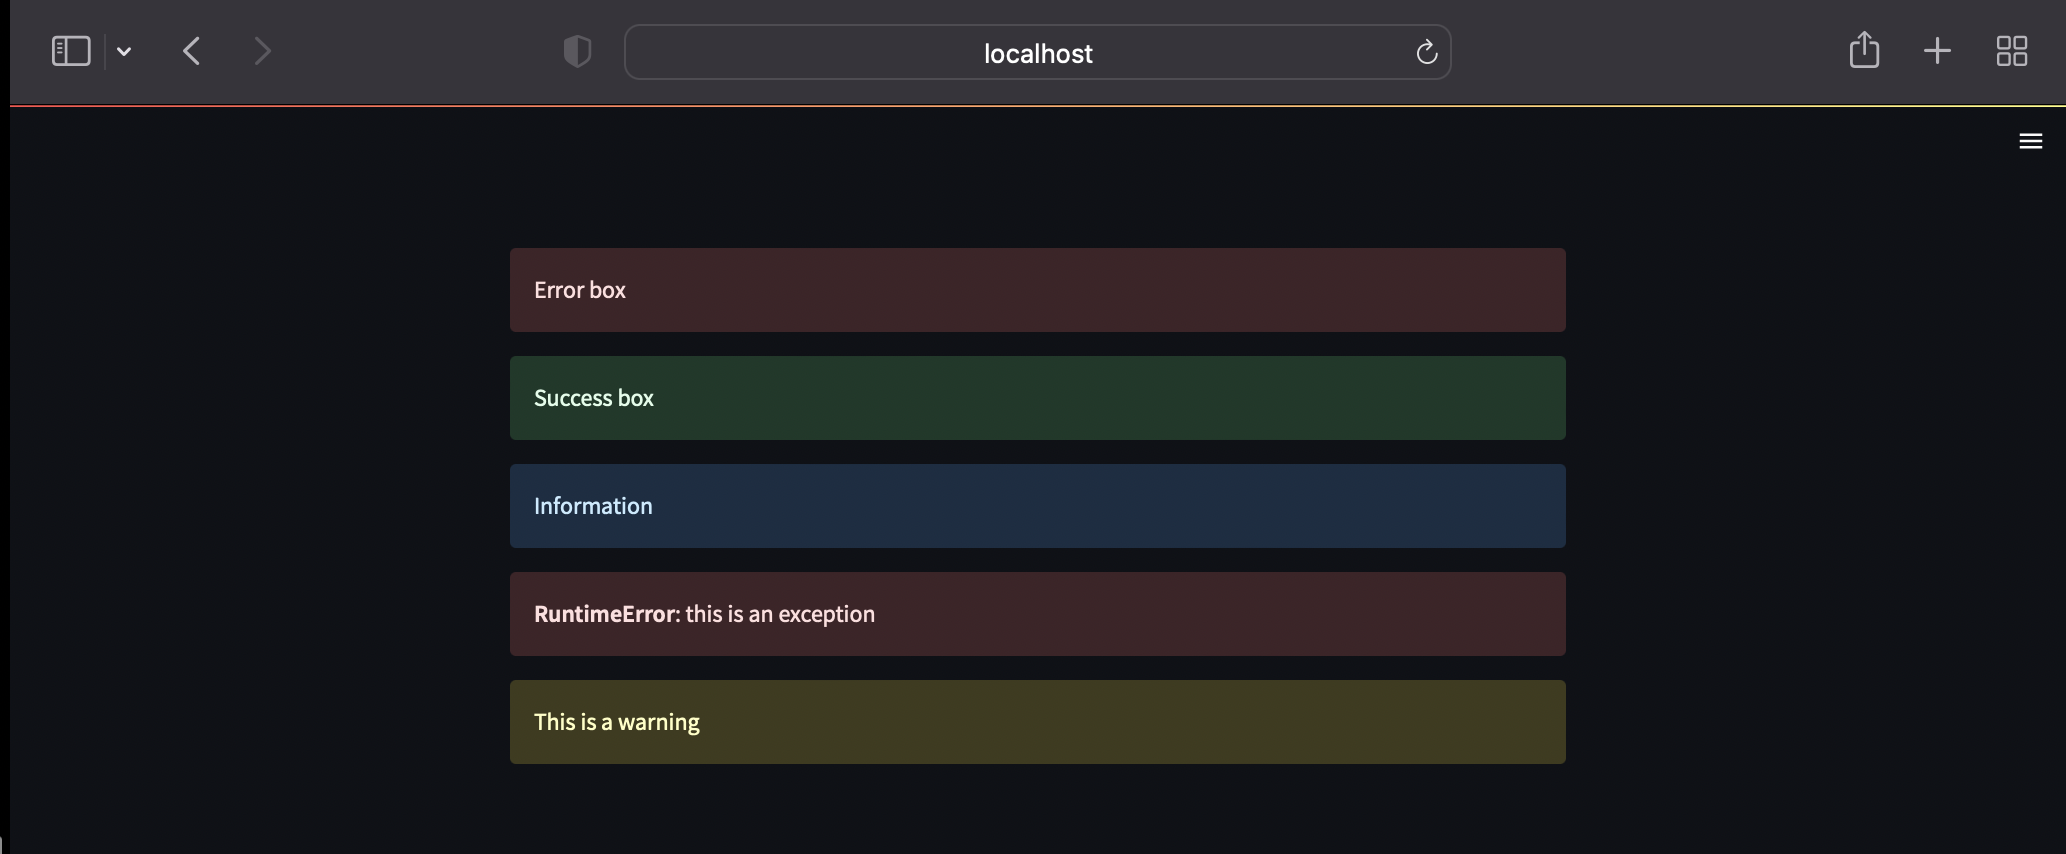 localhost
Error box
Success box
Information
RuntimeError: this is an exception
This is a warning